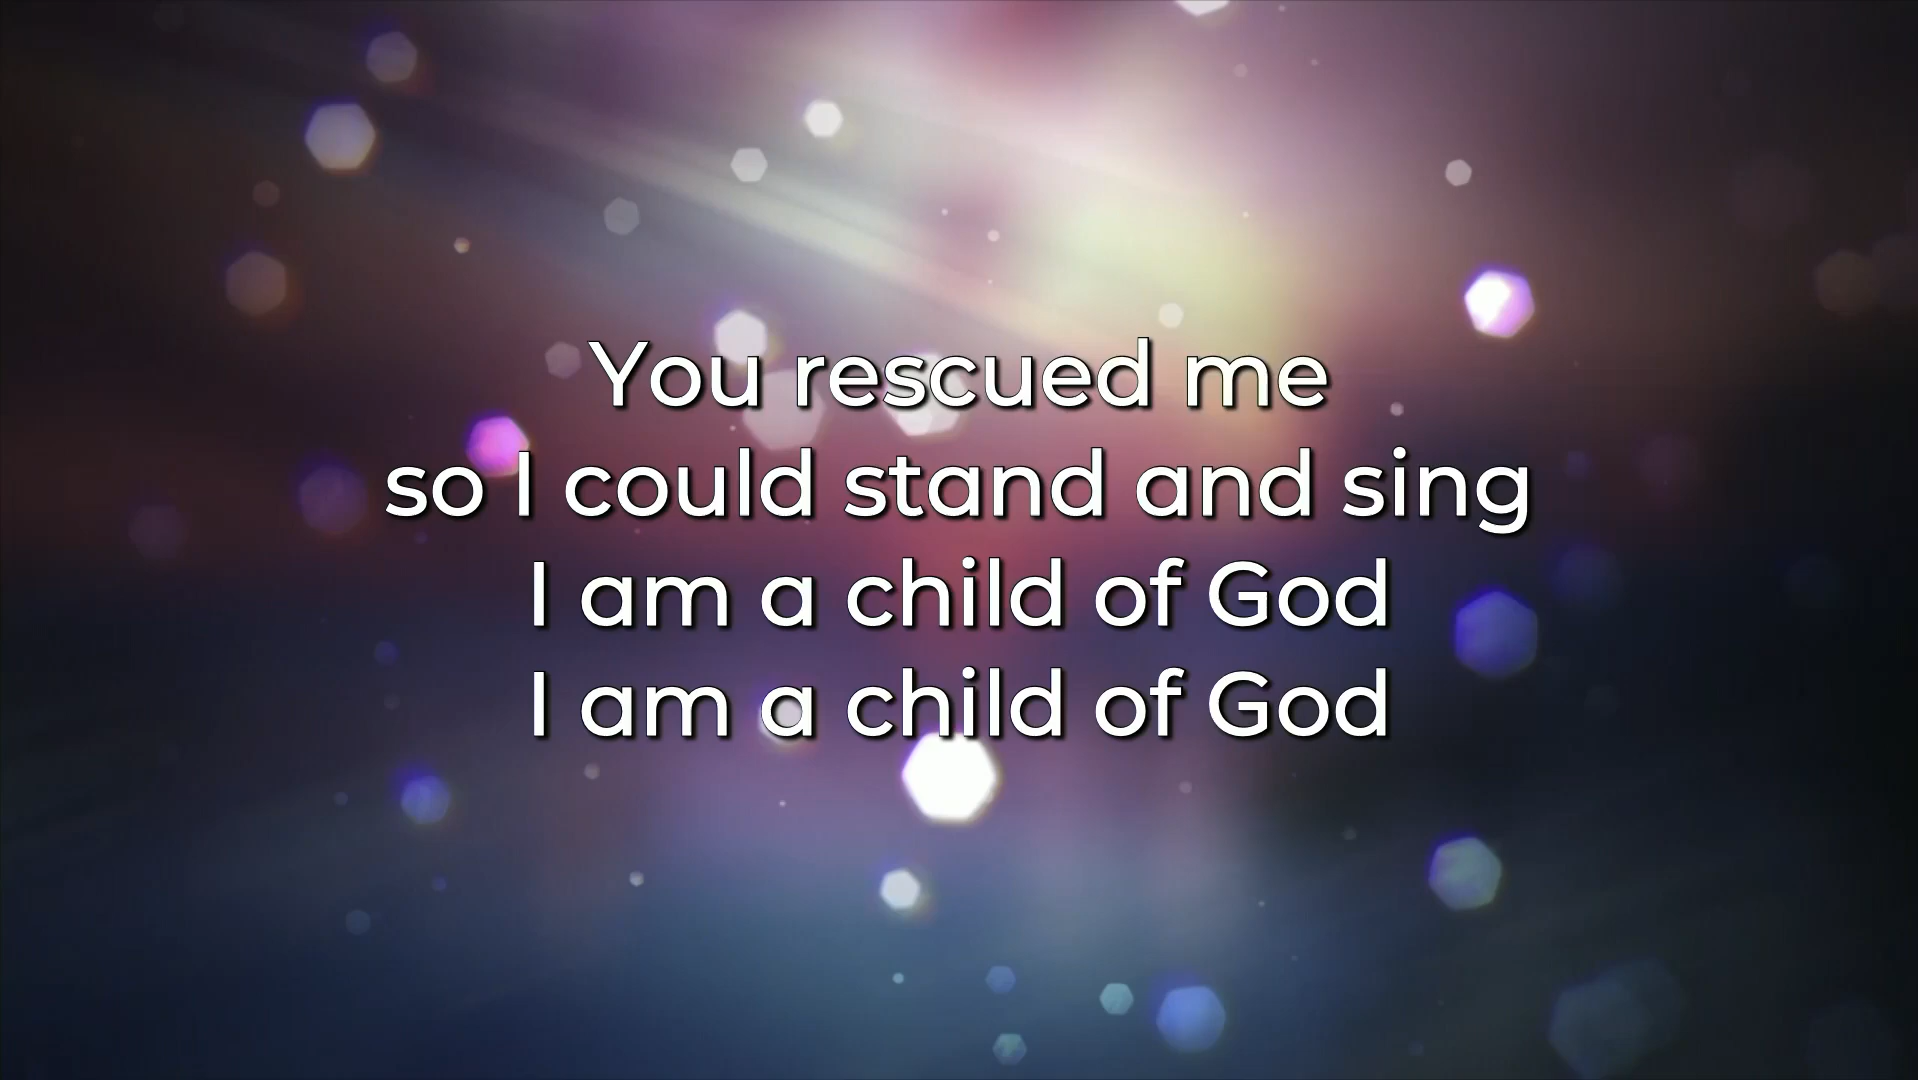 You rescued me
so I could stand and sing
I am a child of God
I am a child of God